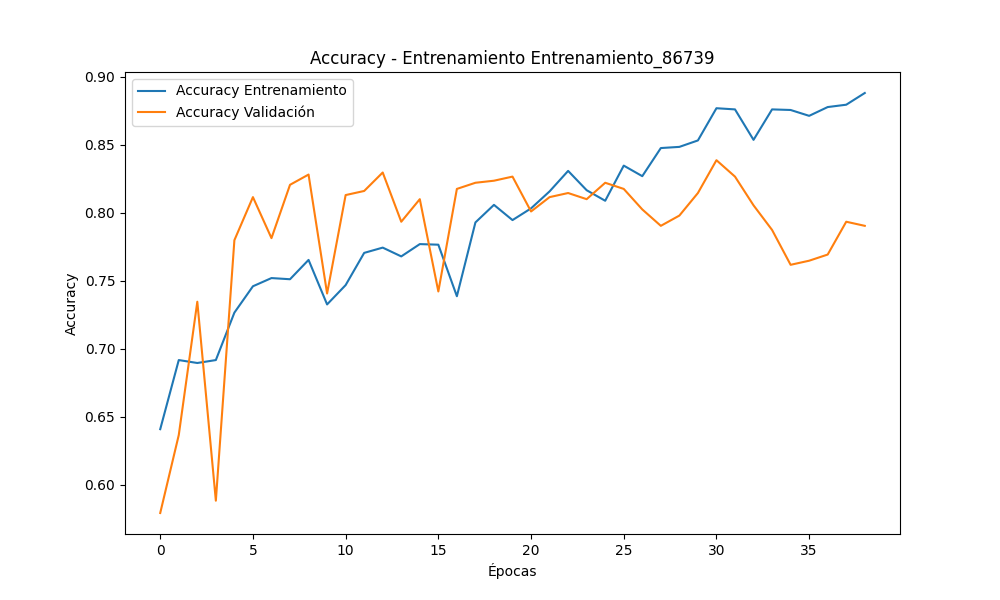 Accuracy - Entrenamiento Entrenamiento_86739
Accuracy Entrenamiento
Accuracy Validación
Accuracy
0.90
0.85
0.80
0.75
0.70
0.65
0.60
0 5 10 15 20 25 30 35
Épocas